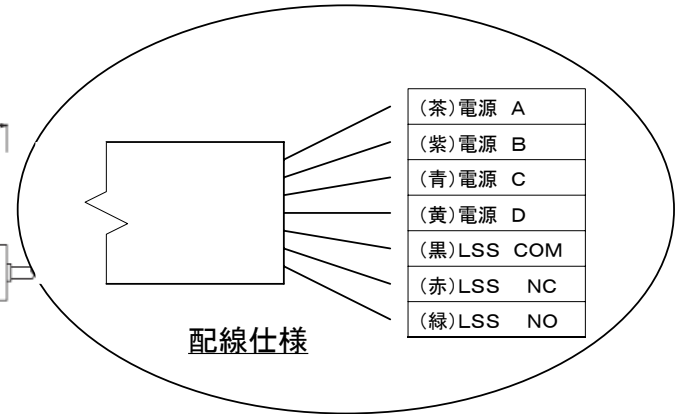 (茶)電源 A
(紫)電源 B
(青)電源 C
(黄)電源 D
(黒)LSS COM
(赤)LSS NC
(緑)LSS NO
配線仕様